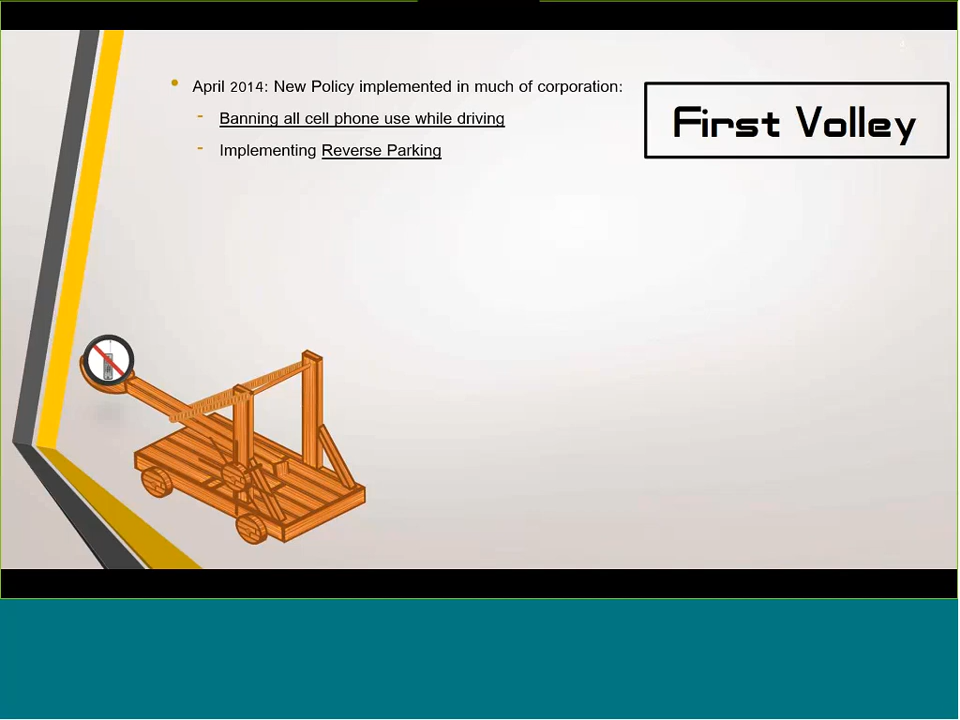 April 2014: New Policy implemented in much of corporation:
Banning all cell phone use while driving
Implementing Reverse Parking
First Volley